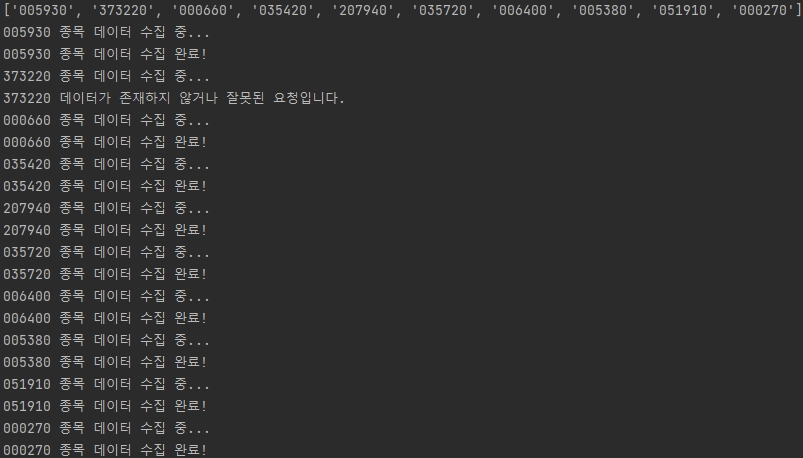 ['005930', '373220', '000660', '035420', '207940', '035720', '006400', '005380', '051910', '000270']
005930 종목 데이터 수집 중...
005930 종목 데이터 수집 완료!
373220 종목 데이터 수집 중...
373220 데이터가 존재하지 않거나 잘못된 요청입니다.
000660 종목 데이터 수집 중...
000660 종목 데이터 수집 완료!
035420 종목 데이터 수집 중...
035420 종목 데이터 수집 완료!
207940 종목 데이터 수집 중...
207940 종목 데이터 수집 완료!
035720 종목 데이터 수집 중...
035720 종목 데이터 수집 완료!
006400 종목 데이터 수집 중...
006400 종목 데이터 수집 완료!
005380 종목 데이터 수집 중...
005380 종목 데이터 수집 완료!
051910 종목 데이터 수집 중...
051910 종목 데이터 수집 완료!
000270 종목 데이터 수집 중...
000270 종목 데이터 수집 완료!